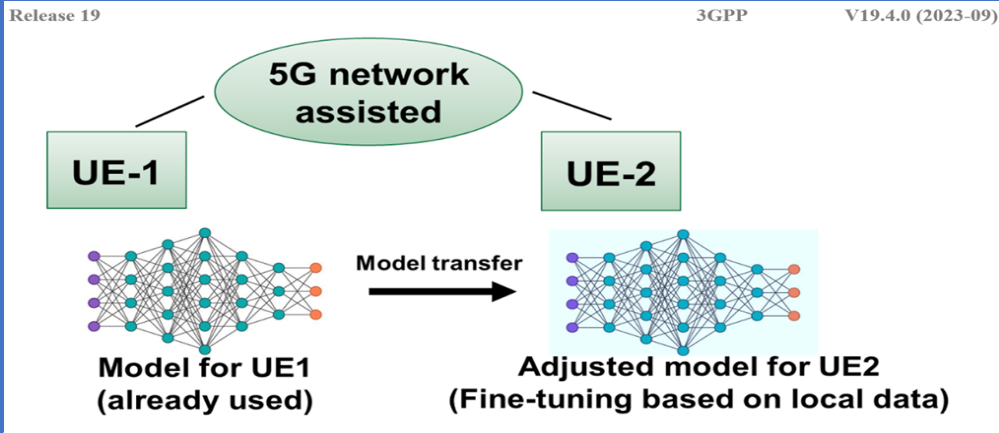 Release 19 3GPP V19.4.0 (2023-09)
5G network
assisted
UE-1
UE-2
Model transfer
Model for UE1
(already used)
Adjusted model for UE2
(Fine-tuning based on local data)